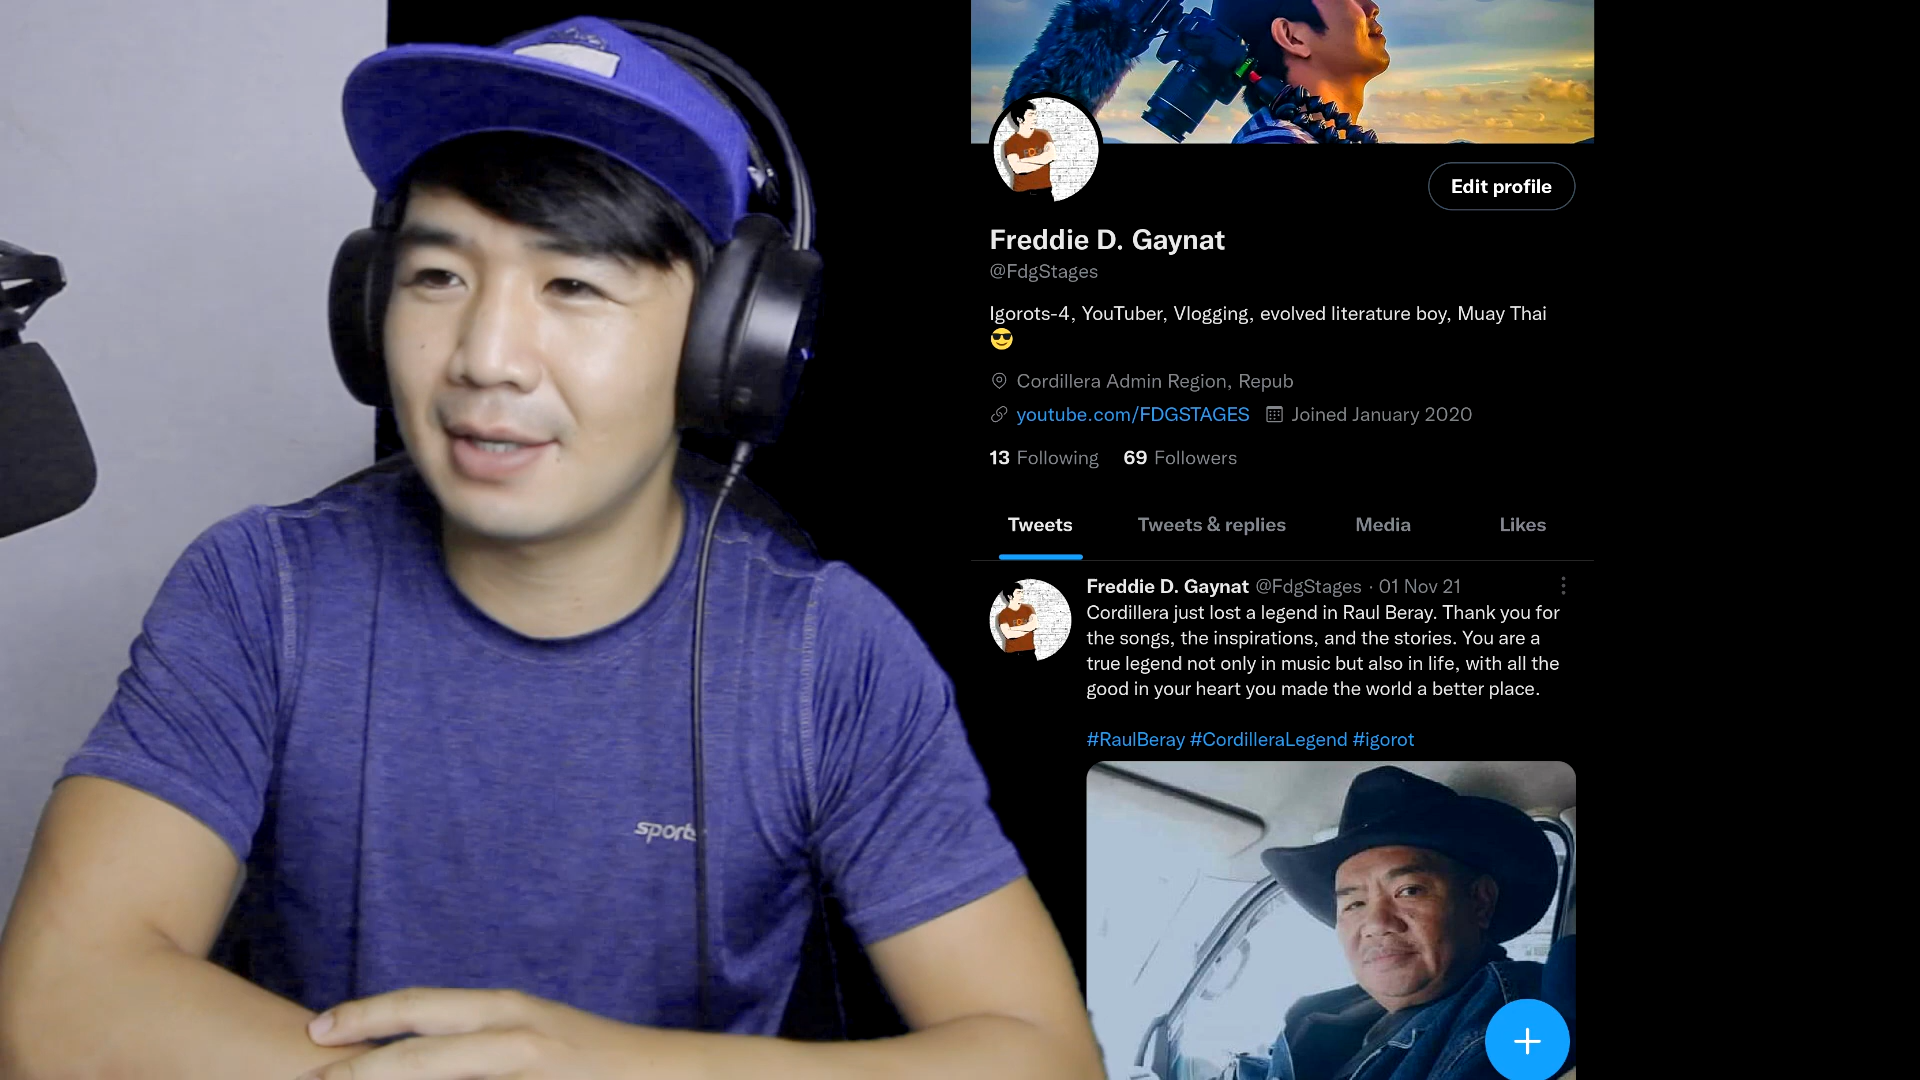 sports
Edit profile
Freddie D. Gaynat
@FdgStages
Igorots-4, YouTuber, Vlogging, evolved literature boy, Muay Thai
😎
Cordillera Admin Region, Repub
youtube.com/FDGSTAGES Joined January 2020
13 Following 69 Followers
Tweets Tweets & replies Media Likes
Freddie D. Gaynat @FdgStages · 01 Nov 21
Cordillera just lost a legend in Raul Beray. Thank you for
the songs, the inspirations, and the stories. You are a
true legend not only in music but also in life, with all the
good in your heart you made the world a better place.
#RaulBeray #CordilleraLegend #igorot